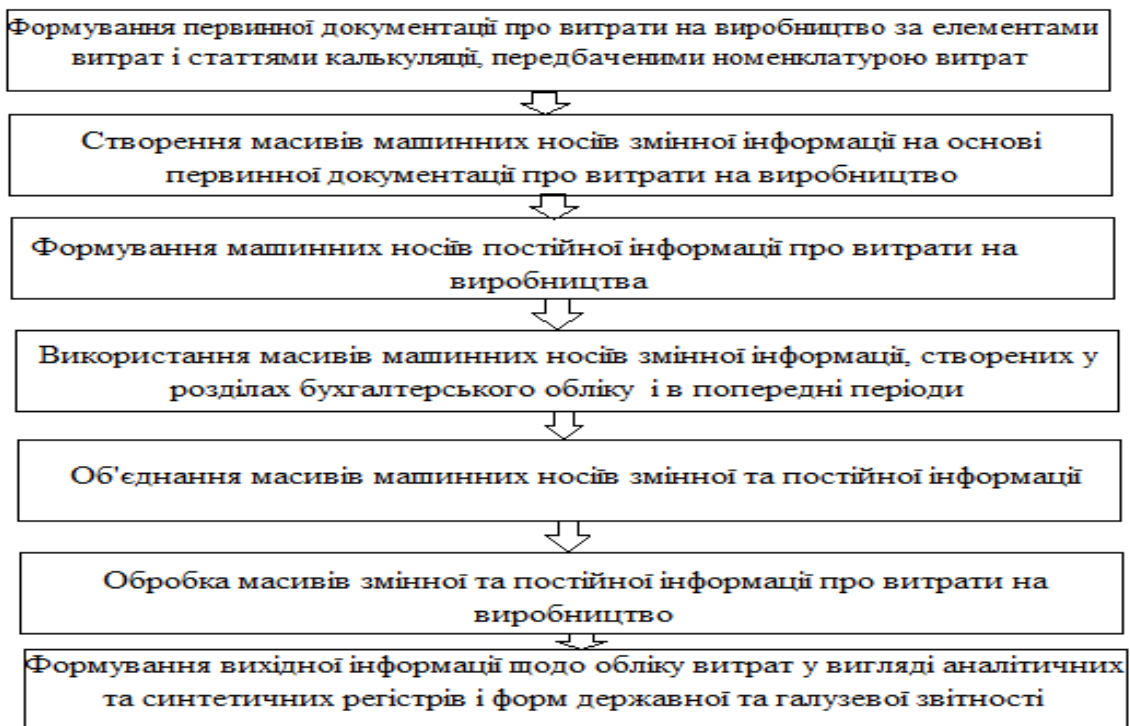 Формування первинної документації про витрати на виробництво за елементами
витрат і статтями калькуляції, передбаченими номенклатурою витрат
Створення масивів машинних носіїв змінної інформації на основі
первинної документації про витрати на виробництво
Формування машинних носіїв постійної інформації про витрати на
виробництва
Використання масивів машинних носіїв змінної інформації, створених у
розділах бухгалтерського обліку і в попередні періоди
Об'єднання масивів машинних носіїв змінної та постійної інформації
Обробка масивів змінної та постійної інформації про витрати на
виробництво
Формування вихідної інформації щодо обліку витрат у вигляді аналітичних
та синтетичних регістрів і форм державної та галузевої звітності